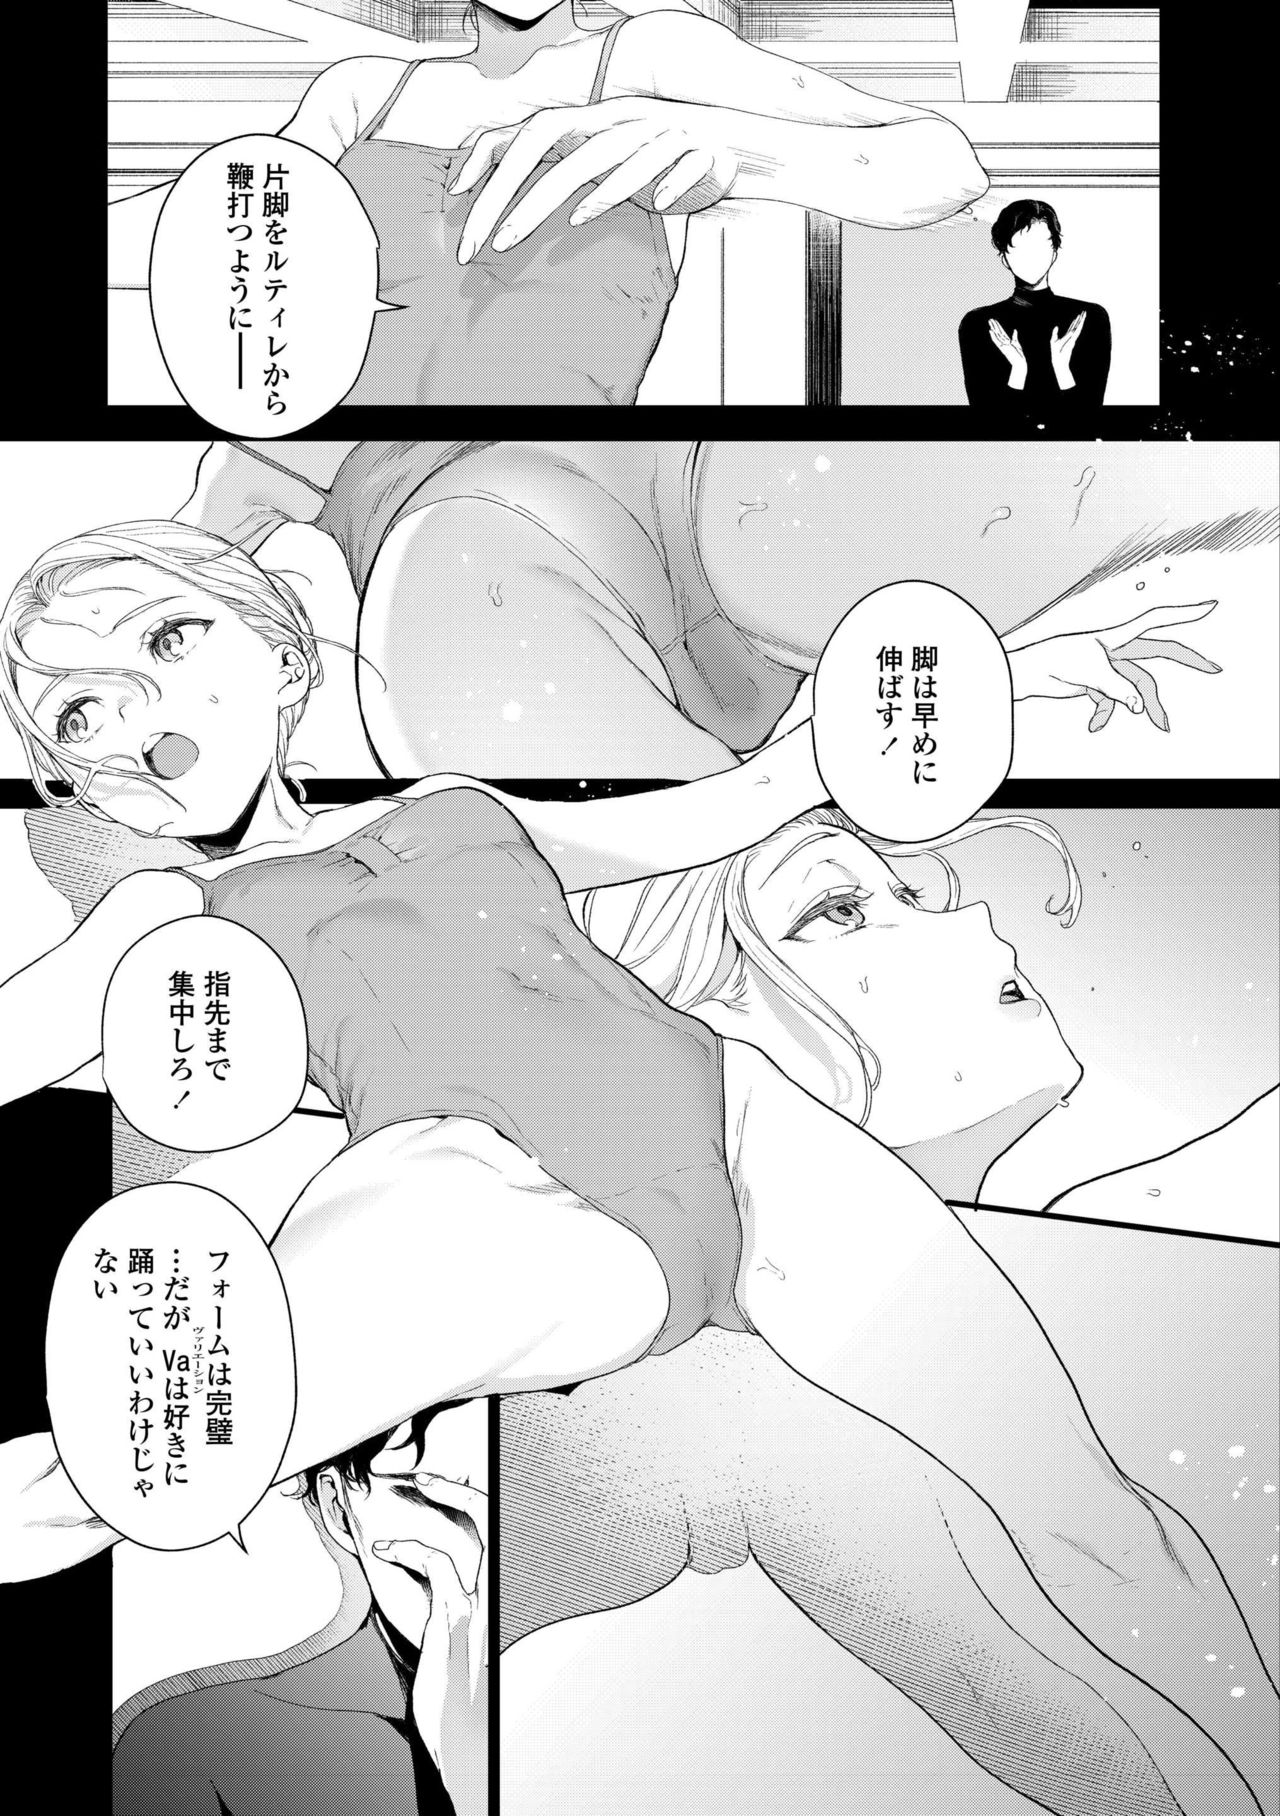 片脚をルティレから
鞭打つように──
脚は早めに
伸ばす！
指先まで
集中しろ！
フォームは完璧
…だがVaは好きに
ヴァリエーション
踊っていいわけじゃ
ない